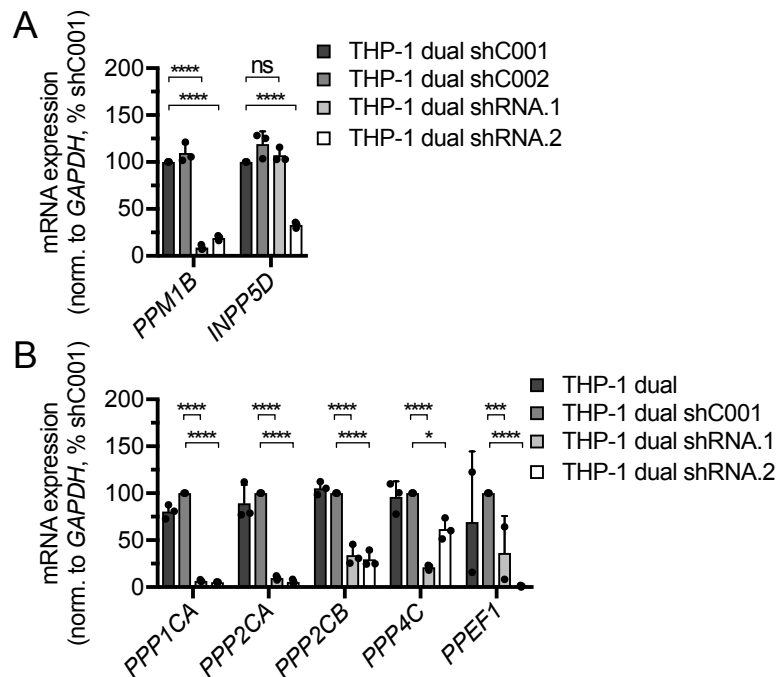 A
mRNA expression
(norm. to GAPDH, % shC001)
200
150
100
50
0
****
****
ns
****
PPM1B
INPP5D
THP-1 dual shC001
THP-1 dual shC002
THP-1 dual shRNA.1
THP-1 dual shRNA.2
B
mRNA expression
(norm. to GAPDH, % shC001)
200
150
100
50
0
****
****
****
****
****
****
****
*
***
****
PPP1CA
PPP2CA
PPP2CB
PPP4C
PPEF1
THP-1 dual
THP-1 dual shC001
THP-1 dual shRNA.1
THP-1 dual shRNA.2